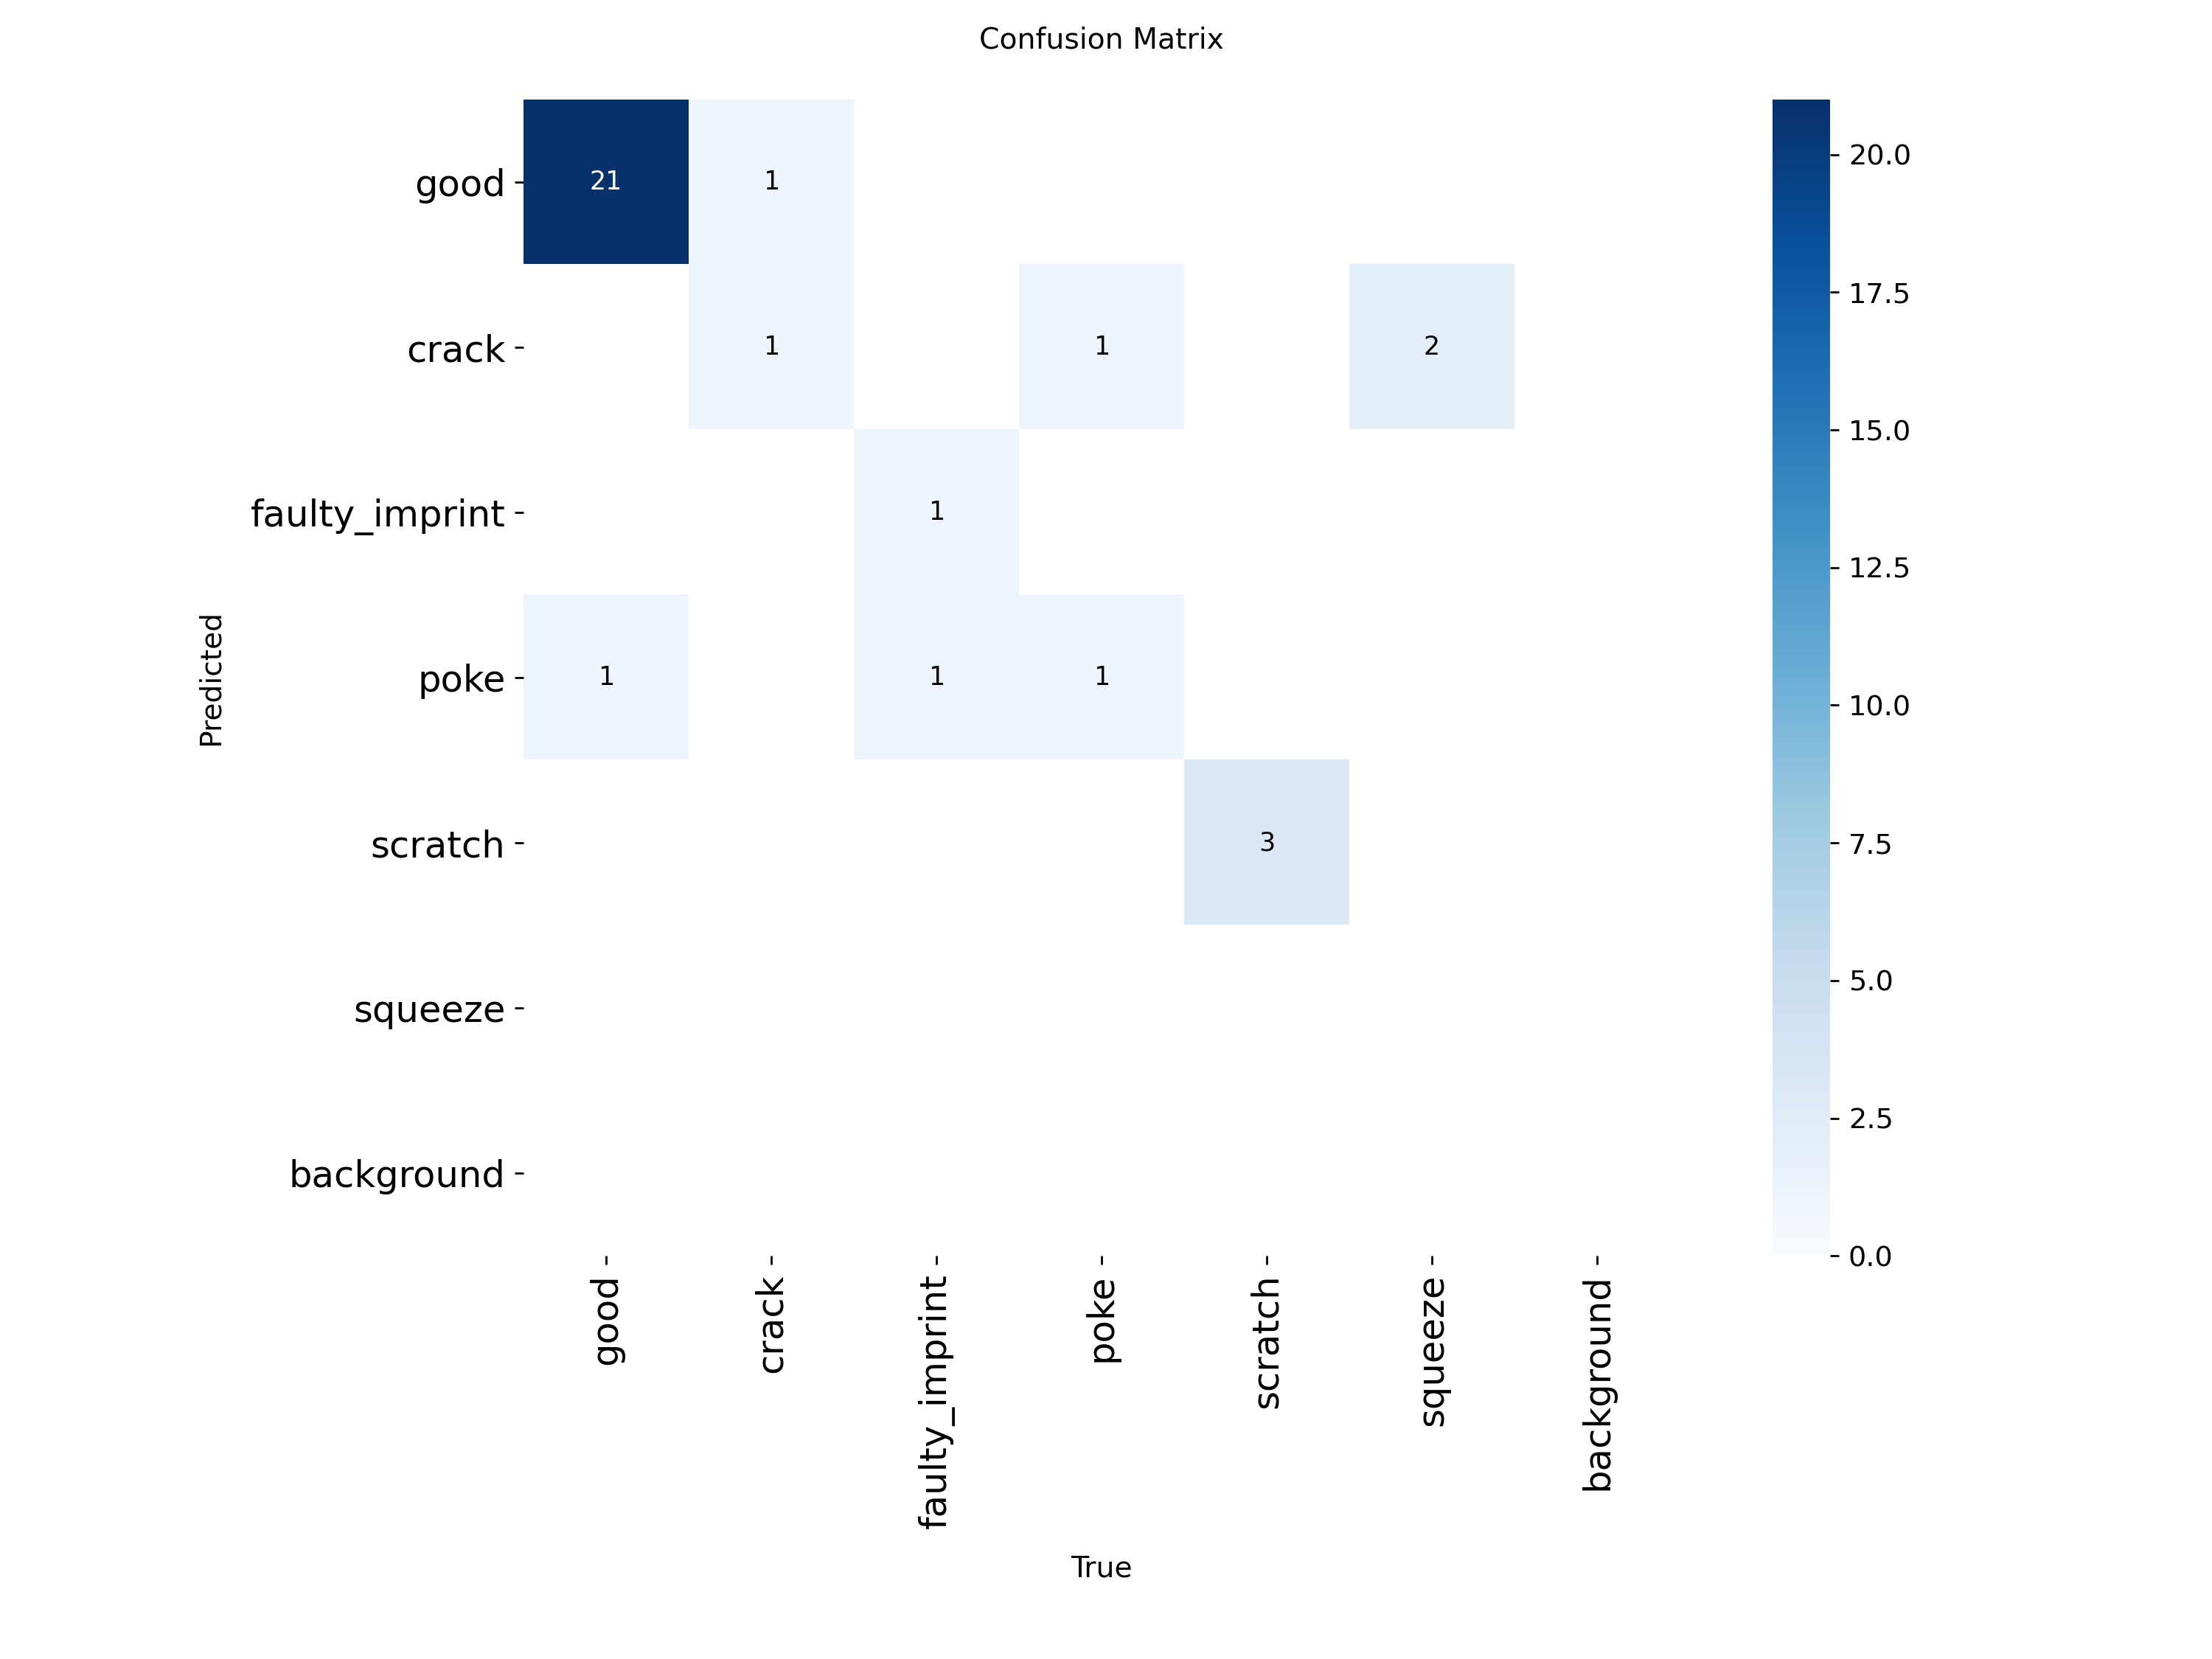 Confusion Matrix
good
21
1
20.0
17.5
crack
1
1
2
15.0
faulty_imprint
1
12.5
Predicted
poke
1
1
1
10.0
scratch
3
7.5
squeeze
5.0
background
2.5
0.0
good
crack
faulty_imprint
poke
scratch
squeeze
background
True